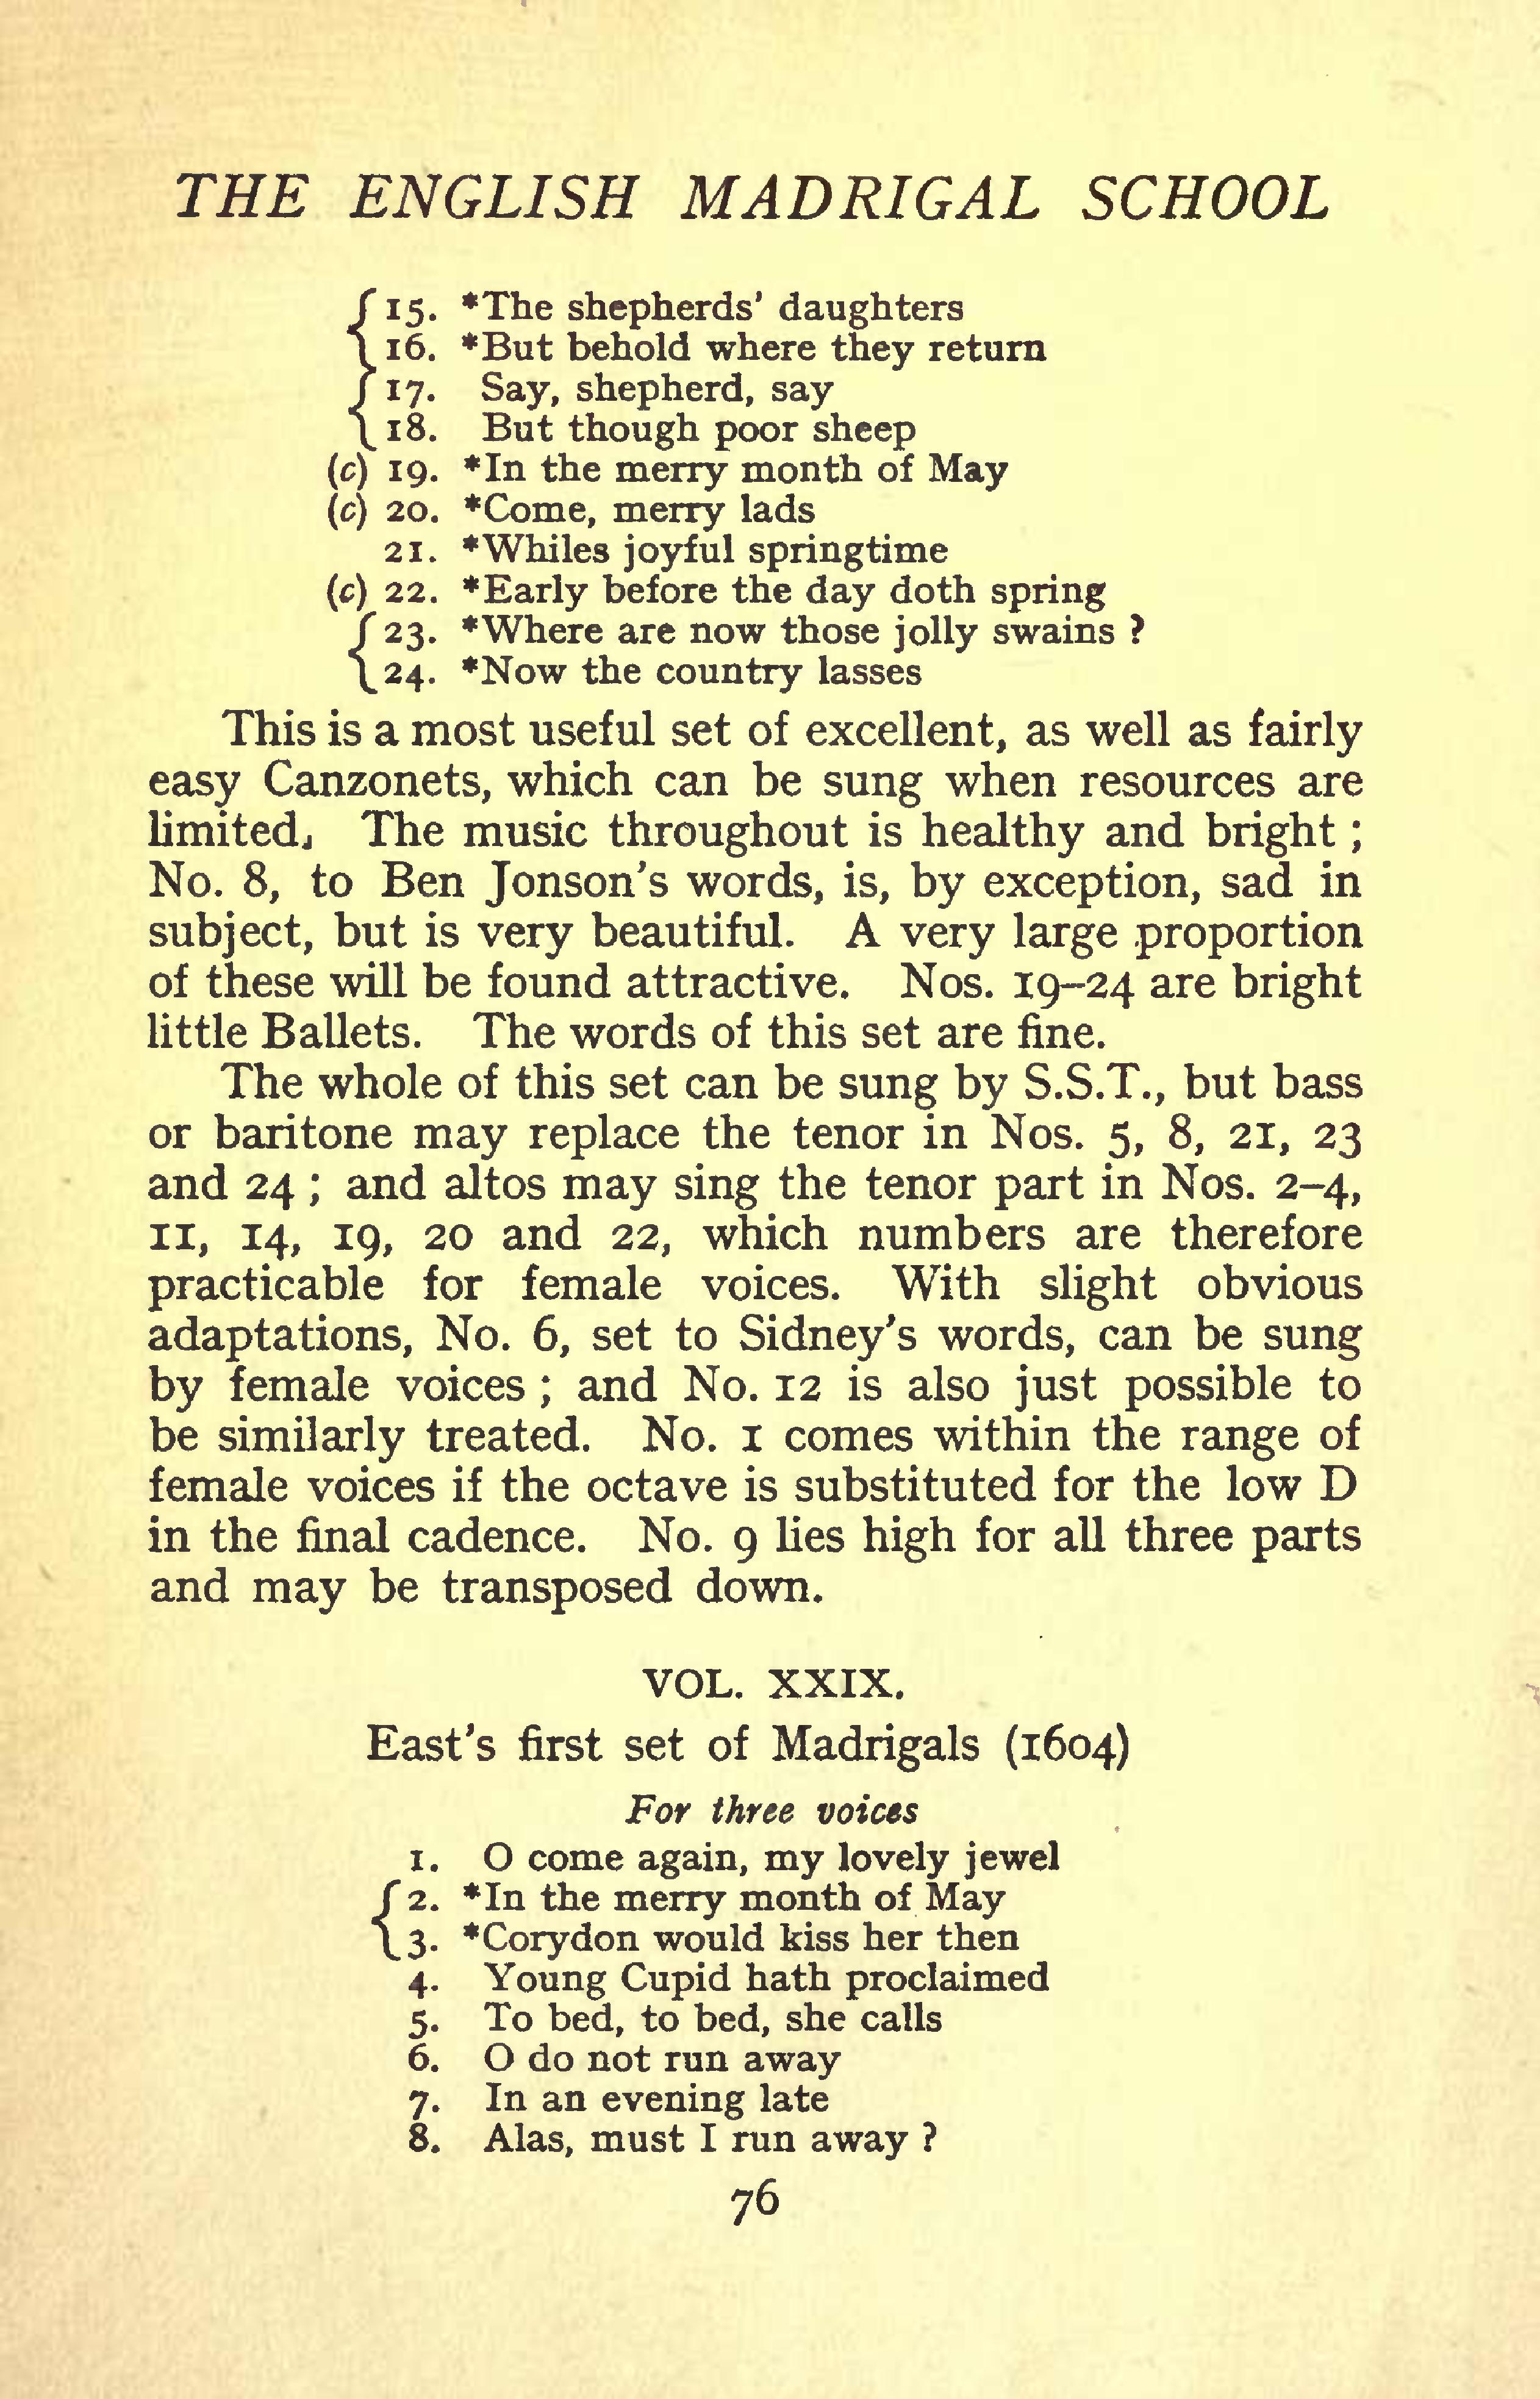 THE ENGLISH MADRIGAL SCHOOL
{ 15. *The shepherds' daughters
16. *But behold where they return
{ 17. Say, shepherd, say
18. But though poor sheep
(c) 19. *In the merry month of May
(c) 20. *Come, merry lads
21. *Whiles joyful springtime
(c) 22. *Early before the day doth spring
{ 23. *Where are now those jolly swains ?
24. *Now the country lasses
This is a most useful set of excellent, as well as fairly
easy Canzonets, which can be sung when resources are
limited, The music throughout is healthy and bright ;
No. 8, to Ben Jonson's words, is, by exception, sad in
subject, but is very beautiful. A very large proportion
of these will be found attractive. Nos. 19–24 are bright
little Ballets. The words of this set are fine.
The whole of this set can be sung by S.S.T., but bass
or baritone may replace the tenor in Nos. 5, 8, 21, 23
and 24 ; and altos may sing the tenor part in Nos. 2–4,
11, 14, 19, 20 and 22, which numbers are therefore
practicable for female voices. With slight obvious
adaptations, No. 6, set to Sidney's words, can be sung
by female voices ; and No. 12 is also just possible to
be similarly treated. No. 1 comes within the range of
female voices if the octave is substituted for the low D
in the final cadence. No. 9 lies high for all three parts
and may be transposed down.
VOL. XXIX.
East's first set of Madrigals (1604)
For three voices
1. O come again, my lovely jewel
{ 2. *In the merry month of May
3. *Corydon would kiss her then
4. Young Cupid hath proclaimed
5. To bed, to bed, she calls
6. O do not run away
7. In an evening late
8. Alas, must I run away ?
76